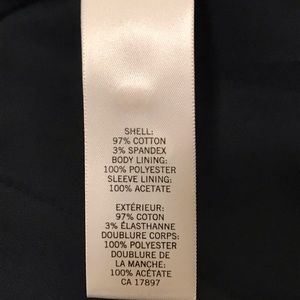 SHELL:
97% COTTON
3% SPANDEX
BODY LINING:
100% POLYESTER
SLEEVE LINING:
100% ACETATE
EXTÉRIEUR:
97% COTON
3% ÉLASTHANNE
DOUBLURE CORPS:
100% POLYESTER
DOUBLURE DE
LA MANCHE:
100% ACÉTATE
CA 17897